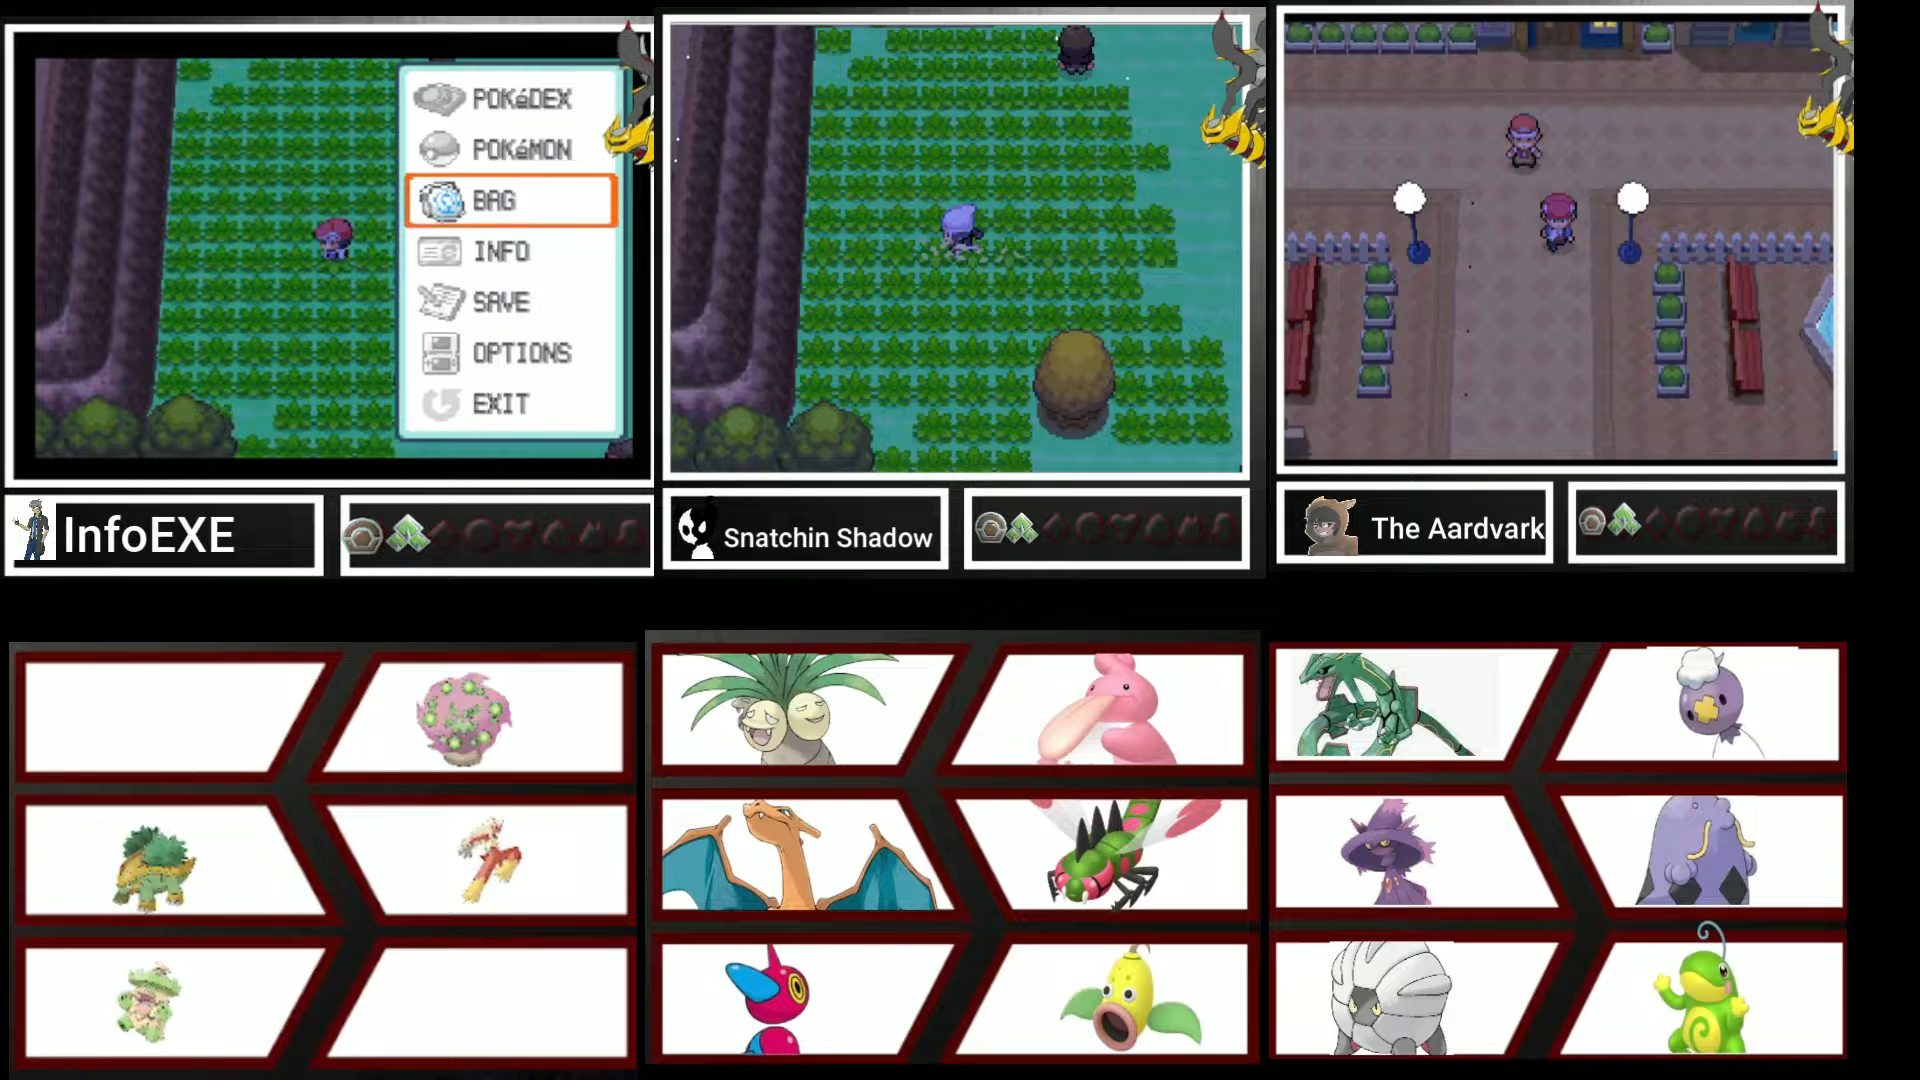 POKéDEX
POKéMON
BAG
INFO
SAVE
OPTIONS
EXIT
InfoEXE
Snatchin Shadow
The Aardvark